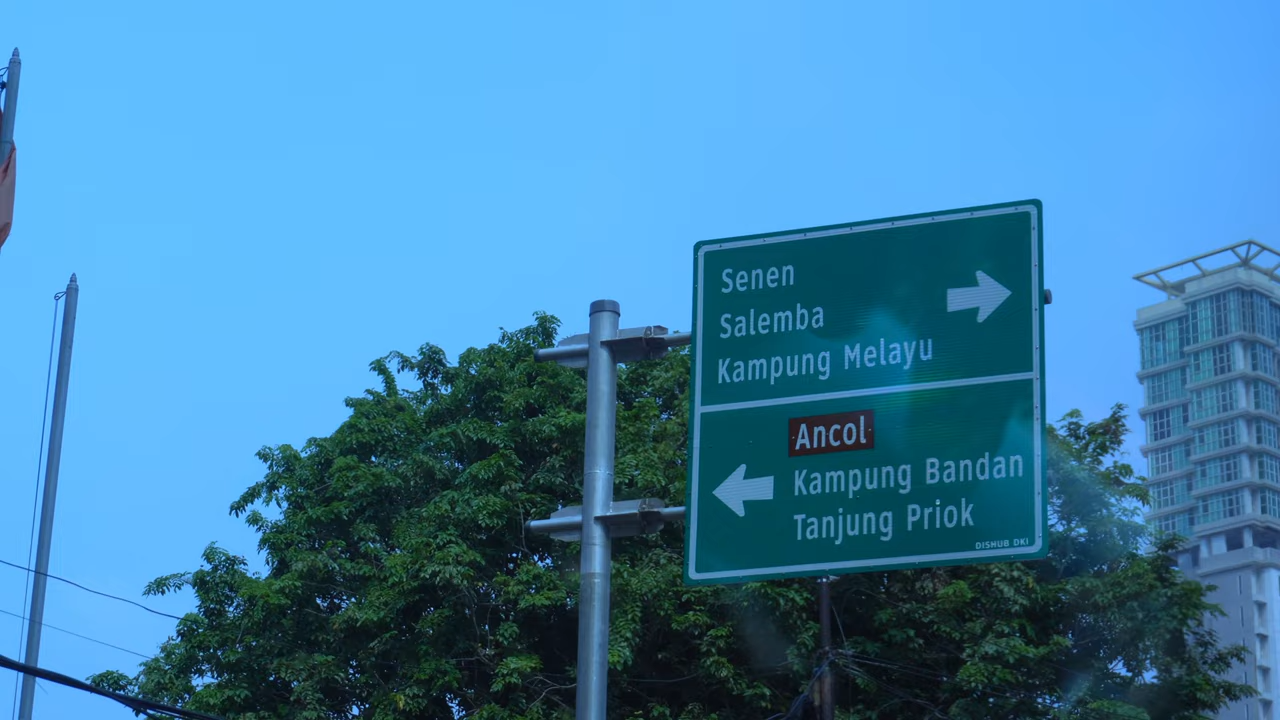 Senen
Salemba
Kampung Melayu
Ancol
Kampung Bandan
Tanjung Priok
DISHUB DKI